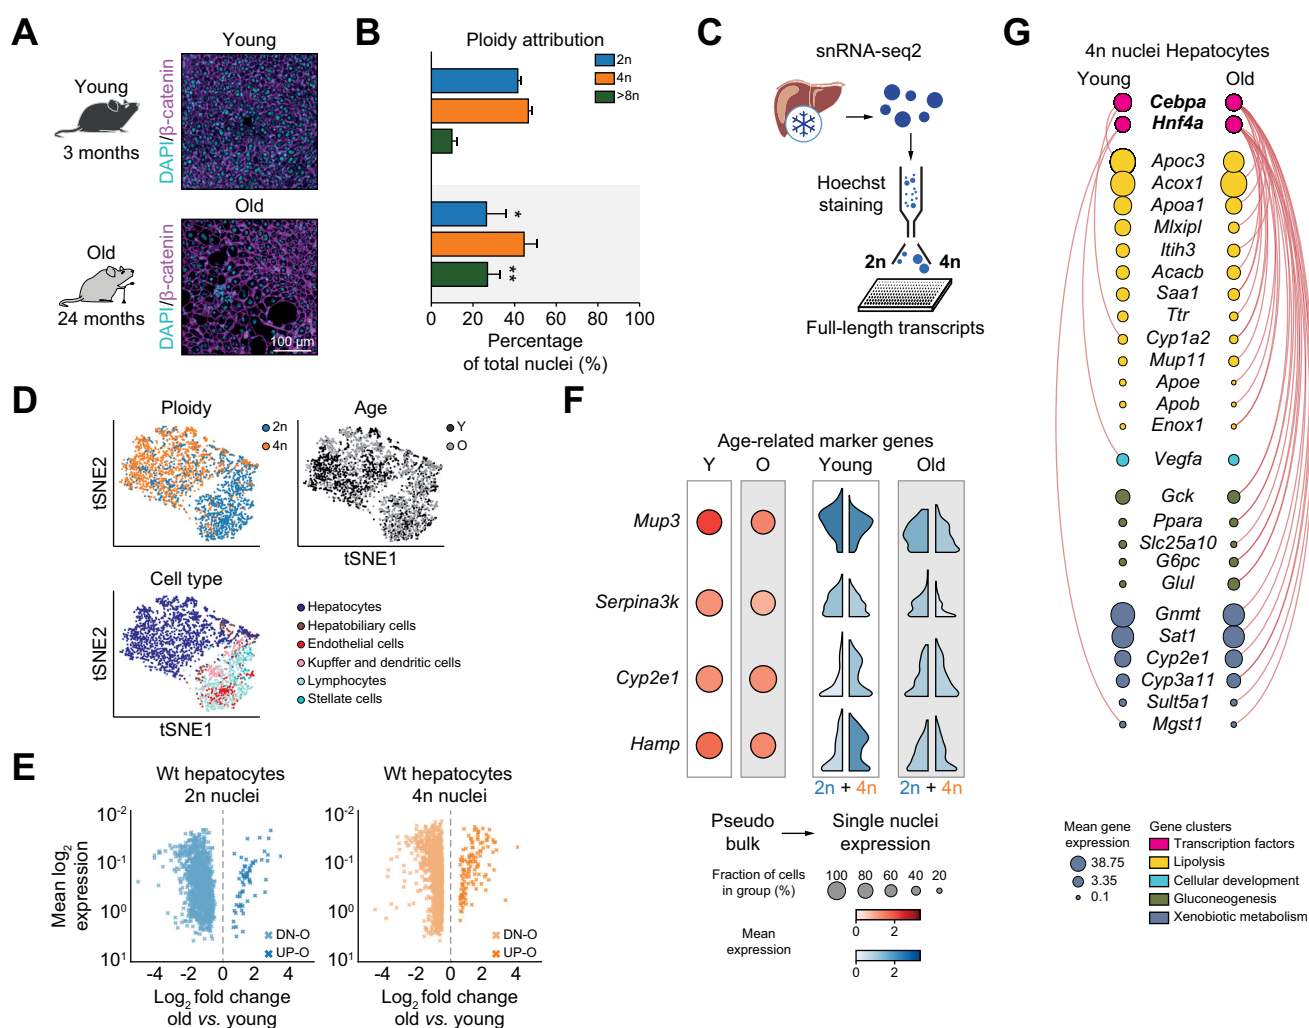 A
Young
3 months
Old
24 months
Young
DAPI/β-catenin
Old
DAPI/β-catenin
100 µm
B
Ploidy attribution
2n
4n
>8n
*
**
0 20 40 60 80 100
Percentage
of total nuclei (%)
C
snRNA-seq2
Hoechst
staining
2n 4n
Full-length transcripts
D
Ploidy
2n
4n
tSNE2
Age
Y
O
tSNE1
Cell type
tSNE2
tSNE1
Hepatocytes
Hepatobiliary cells
Endothelial cells
Kupffer and dendritic cells
Lymphocytes
Stellate cells
E
Wt hepatocytes
2n nuclei
Mean log2
expression
10-2
10-1
100
101
DN-O
UP-O
-4 -2 0 2 4
Log2 fold change
old vs. young
Wt hepatocytes
4n nuclei
10-2
10-1
100
101
DN-O
UP-O
-4 -2 0 2 4
Log2 fold change
old vs. young
F
Age-related marker genes
Y O Young Old
Mup3
Serpina3k
Cyp2e1
Hamp
2n + 4n 2n + 4n
Pseudo
bulk
Single nuclei
expression
Fraction of cells
in group (%)
100 80 60 40 20
Mean
expression
0 2
0 2
G
4n nuclei Hepatocytes
Young Old
Cebpa
Hnf4a
Apoc3
Acox1
Apoa1
Mlxipl
Itih3
Acacb
Saa1
Ttr
Cyp1a2
Mup11
Apoe
Apob
Enox1
Vegfa
Gck
Ppara
Slc25a10
G6pc
Glul
Gnmt
Sat1
Cyp2e1
Cyp3a11
Sult5a1
Mgst1
Mean gene
expression
38.75
3.35
0.1
Gene clusters
Transcription factors
Lipolysis
Cellular development
Gluconeogenesis
Xenobiotic metabolism